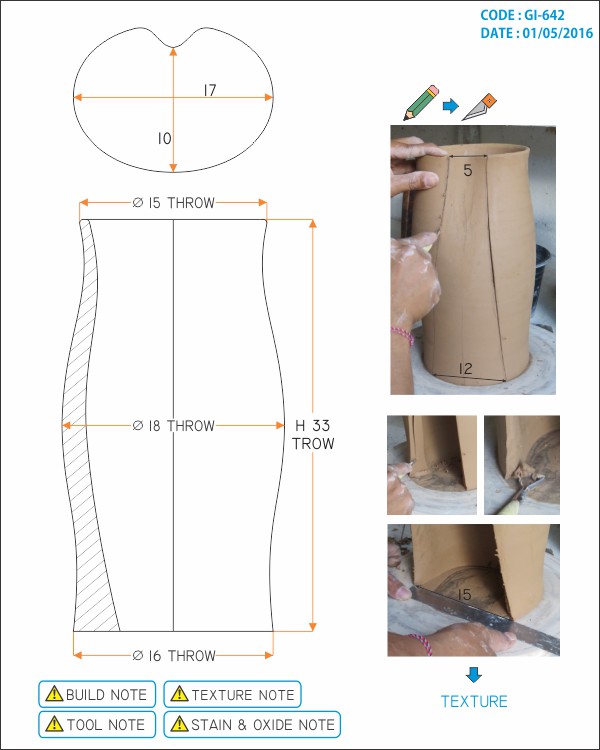 CODE : GI-642
DATE : 01/05/2016
17
10
Ø 15 THROW
5
12
Ø 18 THROW
H 33
TROW
15
Ø 16 THROW
BUILD NOTE
TEXTURE NOTE
TOOL NOTE
STAIN & OXIDE NOTE
TEXTURE